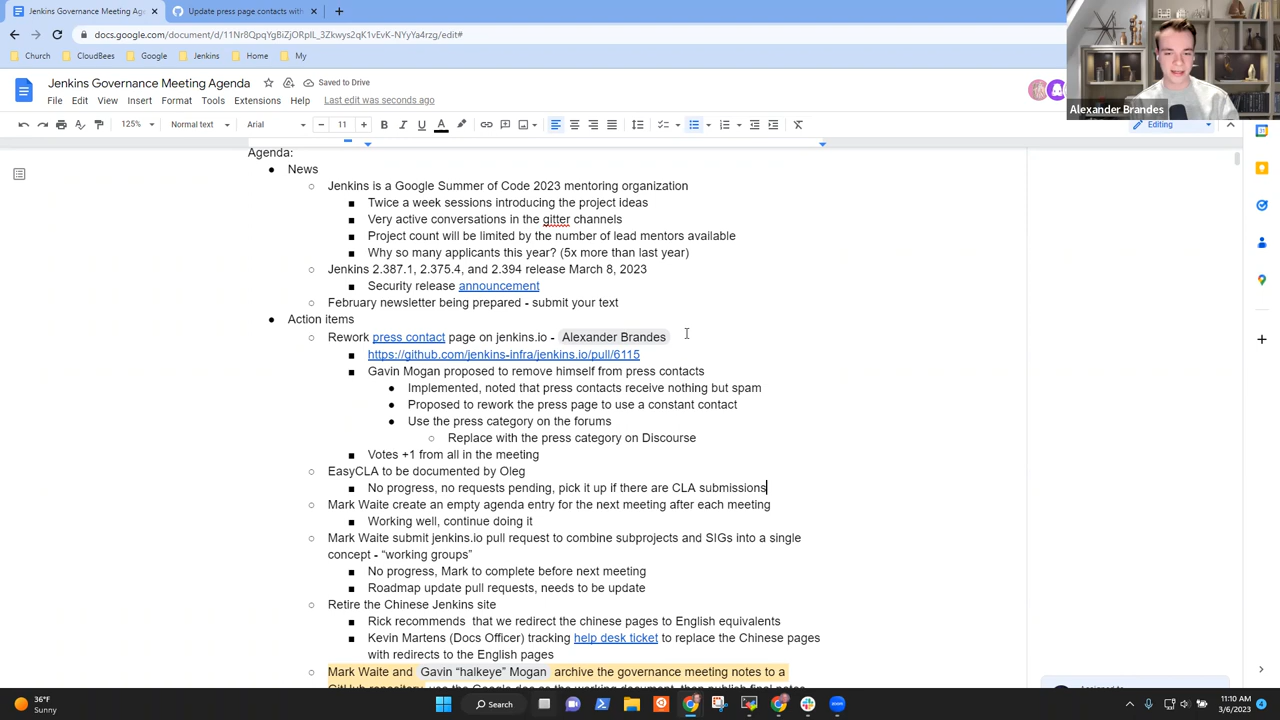 Jenkins Governance Meeting Age
Update press page contacts with
docs.google.com/document/d/11Nr8QpqYgBiZjORpIL_3Zkwys2qK1vEvK-NYyYa4rzg/edit#
Church
CloudBees
Google
Jenkins
Home
My
Alexander Brandes
Jenkins Governance Meeting Agenda
Saved to Drive
File Edit View Insert Format Tools Extensions Help Last edit was seconds ago
125% Normal text Arial 11 Editing
Agenda:
News
Jenkins is a Google Summer of Code 2023 mentoring organization
Twice a week sessions introducing the project ideas
Very active conversations in the gitter channels
Project count will be limited by the number of lead mentors available
Why so many applicants this year? (5x more than last year)
Jenkins 2.387.1, 2.375.4, and 2.394 release March 8, 2023
Security release announcement
February newsletter being prepared - submit your text
Action items
Rework press contact page on jenkins.io - Alexander Brandes
https://github.com/jenkins-infra/jenkins.io/pull/6115
Gavin Mogan proposed to remove himself from press contacts
Implemented, noted that press contacts receive nothing but spam
Proposed to rework the press page to use a constant contact
Use the press category on the forums
Replace with the press category on Discourse
Votes +1 from all in the meeting
EasyCLA to be documented by Oleg
No progress, no requests pending, pick it up if there are CLA submissions
Mark Waite create an empty agenda entry for the next meeting after each meeting
Working well, continue doing it
Mark Waite submit jenkins.io pull request to combine subprojects and SIGs into a single
concept - “working groups”
No progress, Mark to complete before next meeting
Roadmap update pull requests, needs to be update
Retire the Chinese Jenkins site
Rick recommends that we redirect the chinese pages to English equivalents
Kevin Martens (Docs Officer) tracking help desk ticket to replace the Chinese pages
with redirects to the English pages
Mark Waite and Gavin “halkeye” Mogan archive the governance meeting notes to a
36°F
Sunny
Search
11:10 AM
3/6/2023